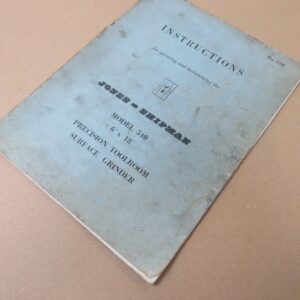 INSTRUCTIONS
for operating and maintaining the
JONES & SHIPMAN
MODEL 540
6" x 18"
PRECISION TOOLROOM
SURFACE GRINDER